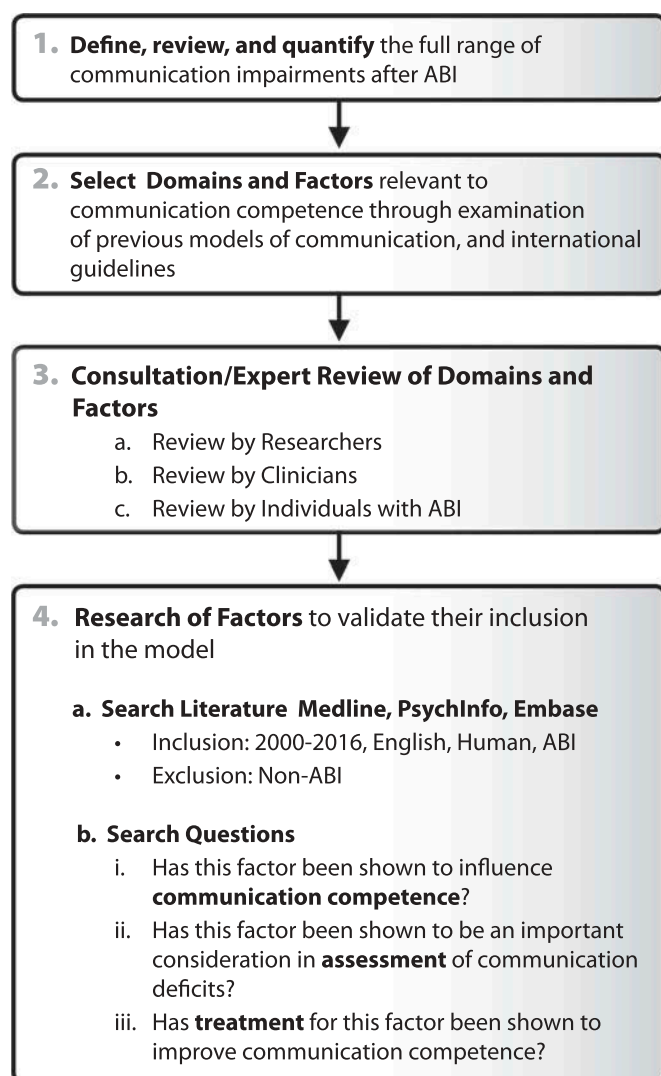 1. Define, review, and quantify the full range of
communication impairments after ABI
2. Select Domains and Factors relevant to
communication competence through examination
of previous models of communication, and international
guidelines
3. Consultation/Expert Review of Domains and
Factors
a. Review by Researchers
b. Review by Clinicians
c. Review by Individuals with ABI
4. Research of Factors to validate their inclusion
in the model
a. Search Literature Medline, PsychInfo, Embase
• Inclusion: 2000-2016, English, Human, ABI
• Exclusion: Non-ABI
b. Search Questions
i. Has this factor been shown to influence
communication competence?
ii. Has this factor been shown to be an important
consideration in assessment of communication
deficits?
iii. Has treatment for this factor been shown to
improve communication competence?